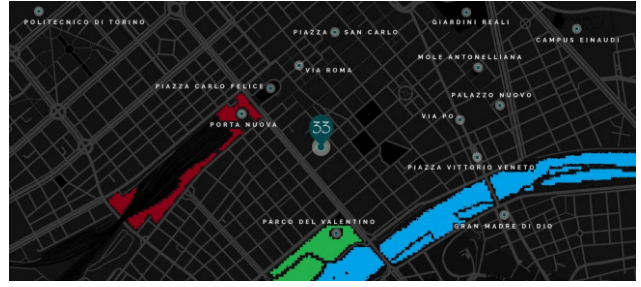 POLITECNICO DI TORINO
GIARDINI REALI
PIAZZA SAN CARLO
CAMPUS EINAUDI
MOLE ANTONELLIANA
VIA ROMA
PIAZZA CARLO FELICE
PALAZZO NUOVO
VIA PO
PORTA NUOVA
33
PIAZZA VITTORIO VENETO
PARCO DEL VALENTINO
GRAN MADRE DI DIO